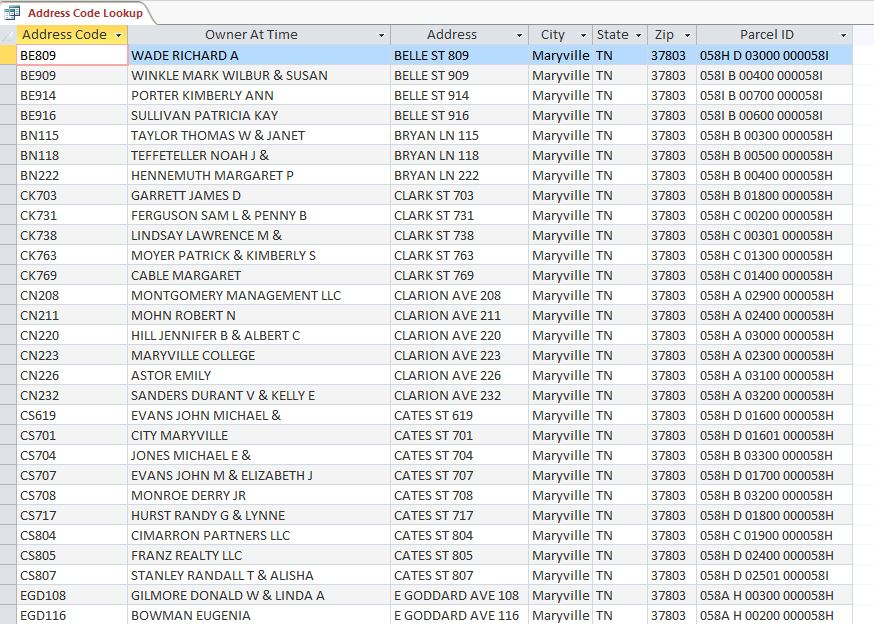 Address Code Lookup
Address Code Owner At Time Address City State Zip Parcel ID
BE809 WADE RICHARD A BELLE ST 809 Maryville TN 37803 058H D 03000 000058I
BE909 WINKLE MARK WILBUR & SUSAN BELLE ST 909 Maryville TN 37803 058I B 00400 000058I
BE914 PORTER KIMBERLY ANN BELLE ST 914 Maryville TN 37803 058I B 00700 000058I
BE916 SULLIVAN PATRICIA KAY BELLE ST 916 Maryville TN 37803 058I B 00600 000058I
BN115 TAYLOR THOMAS W & JANET BRYAN LN 115 Maryville TN 37803 058H B 00300 000058H
BN118 TEFFETELLER NOAH J & BRYAN LN 118 Maryville TN 37803 058H B 00500 000058H
BN222 HENNEMUTH MARGARET P BRYAN LN 222 Maryville TN 37803 058H B 00400 000058H
CK703 GARRETT JAMES D CLARK ST 703 Maryville TN 37803 058H B 01800 000058H
CK731 FERGUSON SAM L & PENNY B CLARK ST 731 Maryville TN 37803 058H C 00200 000058H
CK738 LINDSAY LAWRENCE M & CLARK ST 738 Maryville TN 37803 058H C 00301 000058H
CK763 MOYER PATRICK & KIMBERLY S CLARK ST 763 Maryville TN 37803 058H C 01300 000058H
CK769 CABLE MARGARET CLARK ST 769 Maryville TN 37803 058H C 01400 000058H
CN208 MONTGOMERY MANAGEMENT LLC CLARION AVE 208 Maryville TN 37803 058H A 02900 000058H
CN211 MOHN ROBERT N CLARION AVE 211 Maryville TN 37803 058H A 02400 000058H
CN220 HILL JENNIFER B & ALBERT C CLARION AVE 220 Maryville TN 37803 058H A 03000 000058H
CN223 MARYVILLE COLLEGE CLARION AVE 223 Maryville TN 37803 058H A 02300 000058H
CN226 ASTOR EMILY CLARION AVE 226 Maryville TN 37803 058H A 03100 000058H
CN232 SANDERS DURANT V & KELLY E CLARION AVE 232 Maryville TN 37803 058H A 03200 000058H
CS619 EVANS JOHN MICHAEL & CATES ST 619 Maryville TN 37803 058H D 01600 000058H
CS701 CITY MARYVILLE CATES ST 701 Maryville TN 37803 058H D 01601 000058H
CS704 JONES MICHAEL E & CATES ST 704 Maryville TN 37803 058H B 03300 000058H
CS707 EVANS JOHN M & ELIZABETH J CATES ST 707 Maryville TN 37803 058H D 01700 000058H
CS708 MONROE DERRY JR CATES ST 708 Maryville TN 37803 058H B 03200 000058H
CS717 HURST RANDY G & LYNNE CATES ST 717 Maryville TN 37803 058H D 01800 000058H
CS804 CIMARRON PARTNERS LLC CATES ST 804 Maryville TN 37803 058H C 01900 000058H
CS805 FRANZ REALTY LLC CATES ST 805 Maryville TN 37803 058H D 02400 000058H
CS807 STANLEY RANDALL T & ALISHA CATES ST 807 Maryville TN 37803 058H D 02501 000058I
EGD108 GILMORE DONALD W & LINDA A E GODDARD AVE 108 Maryville TN 37803 058A H 00300 000058H
EGD116 BOWMAN EUGENIA E GODDARD AVE 116 Maryville TN 37803 058A H 00200 000058H